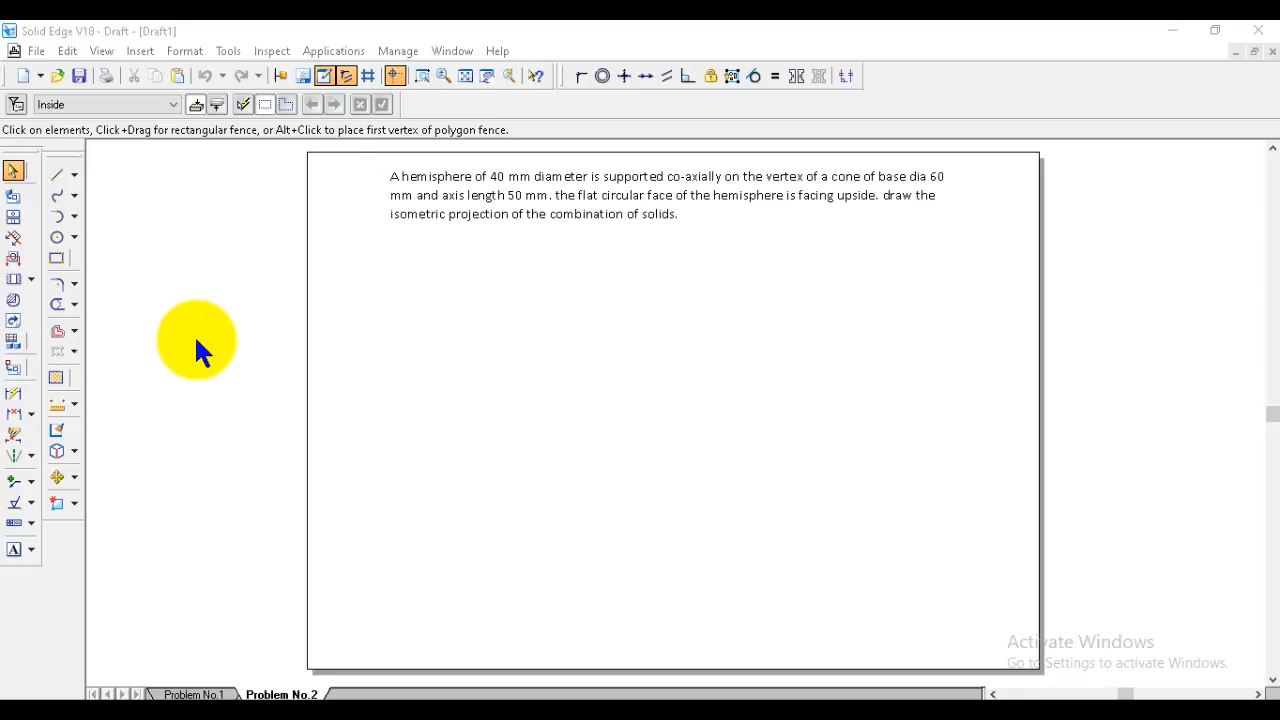 Solid Edge V18 - Draft - [Draft1]
File Edit View Insert Format Tools Inspect Applications Manage Window Help
Inside
Click on elements, Click+Drag for rectangular fence, or Alt+Click to place first vertex of polygon fence.
A hemisphere of 40 mm diameter is supported co-axially on the vertex of a cone of base dia 60
mm and axis length 50 mm. the flat circular face of the hemisphere is facing upside. draw the
isometric projection of the combination of solids.
A
Activate Windows
Go to Settings to activate Windows.
Problem No.1 Problem No.2